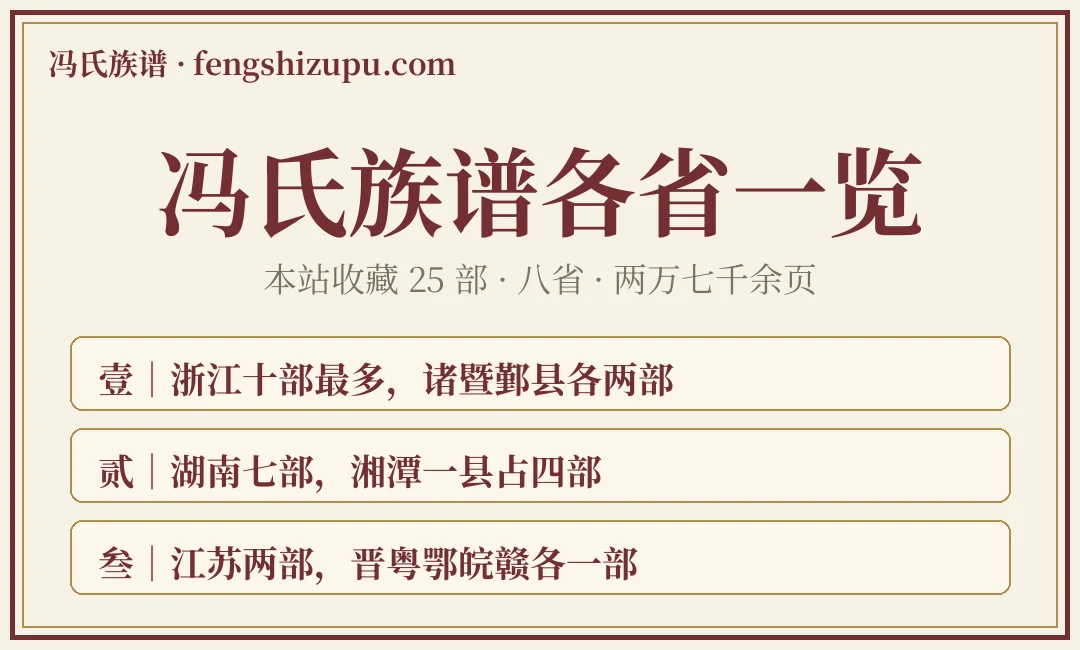 冯氏族谱 · fengshizupu.com
冯氏族谱各省一览
本站收藏 25 部 · 八省 · 两万七千余页
壹｜浙江十部最多，诸暨鄞县各两部
贰｜湖南七部，湘潭一县占四部
叁｜江苏两部，晋粤鄂皖赣各一部